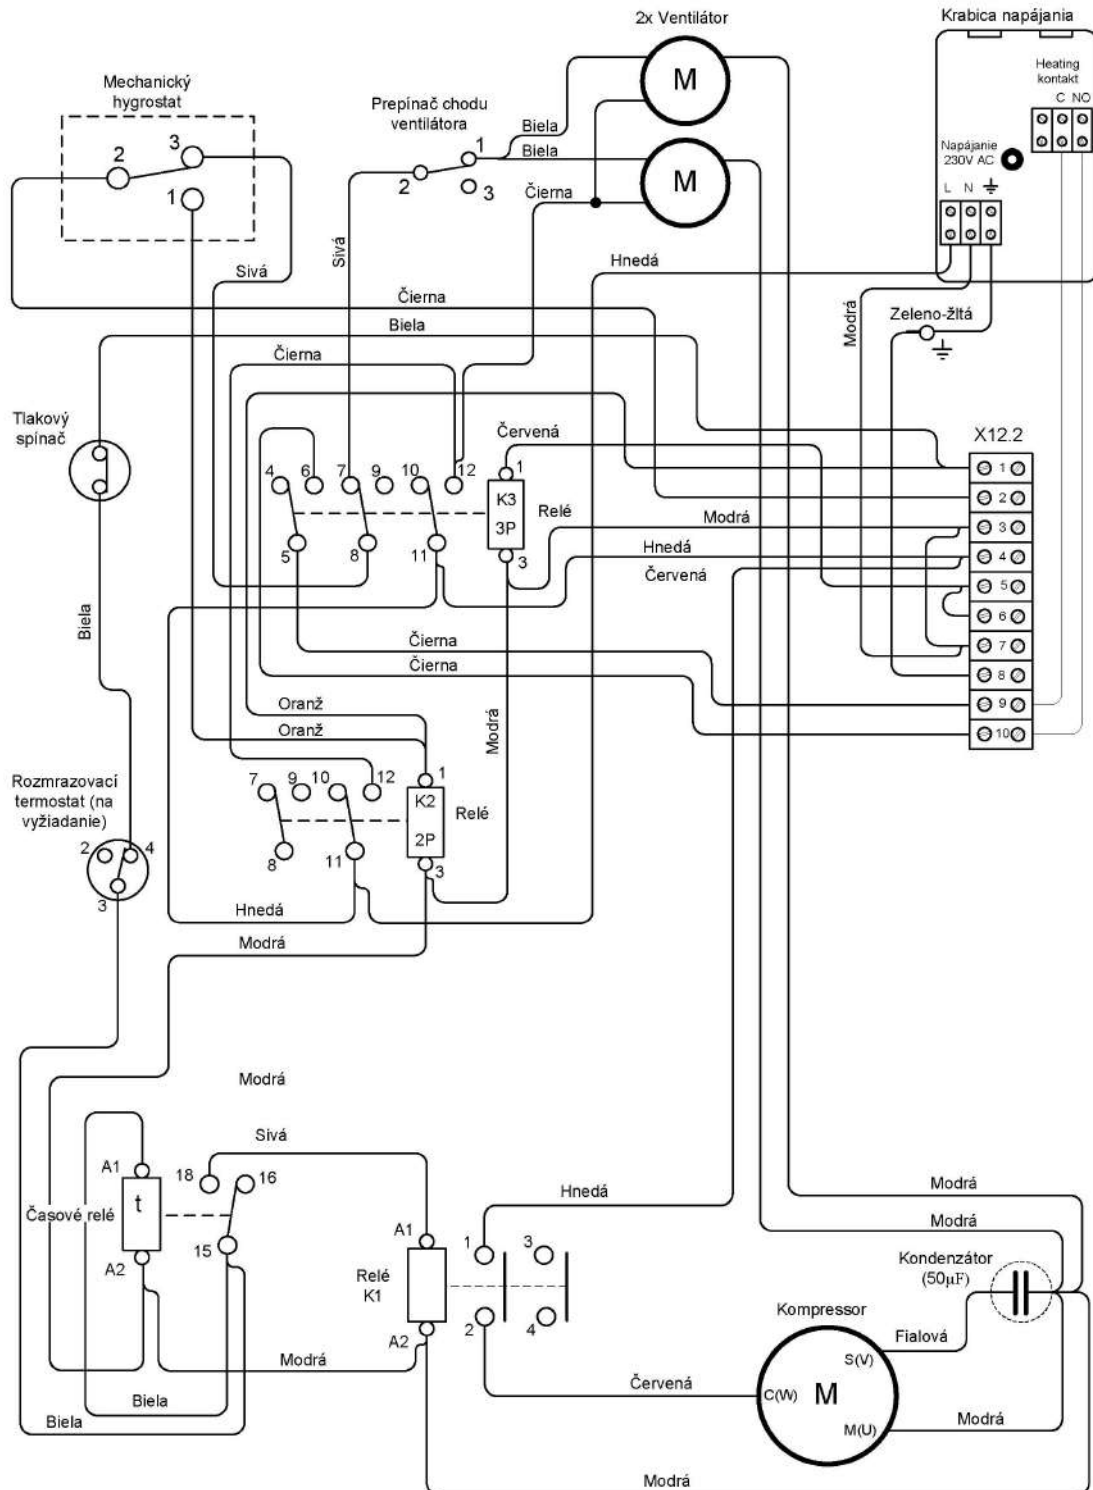 2x Ventilátor
Krabica napájania
Heating
kontakt
C NO
Napájanie
230V AC
L N
Mechanický
hygrostat
3
2
1
Prepínač chodu
ventilátora
1
2
3
Biela
Biela
Čierna
M
M
Sivá
Sivá
Hnedá
Modrá
Zeleno-žltá
Čierna
Biela
Čierna
Tlakový
spínač
Červená
X12.2
4 6 7 9 10 12
1
K3
3P
Relé
3
5 8 11
Modrá
Hnedá
Červená
1
2
3
4
5
6
7
8
9
10
Biela
Čierna
Čierna
Oranž
Oranž
Modrá
Rozmrazovací
termostat (na
vyžiadanie)
2 4
3
7 9 10 12
1
K2
2P
Relé
3
8 11
Hnedá
Modrá
Modrá
Sivá
A1
t
Časové relé
A2
18 16
15
A1
Relé
K1
A2
1 3
2 4
Hnedá
Modrá
Modrá
Kondenzátor
(50µF)
Kompressor
Fialová
S(V)
C(W) M
M(U)
Modrá
Červená
Modrá
Biela
Biela
Modrá